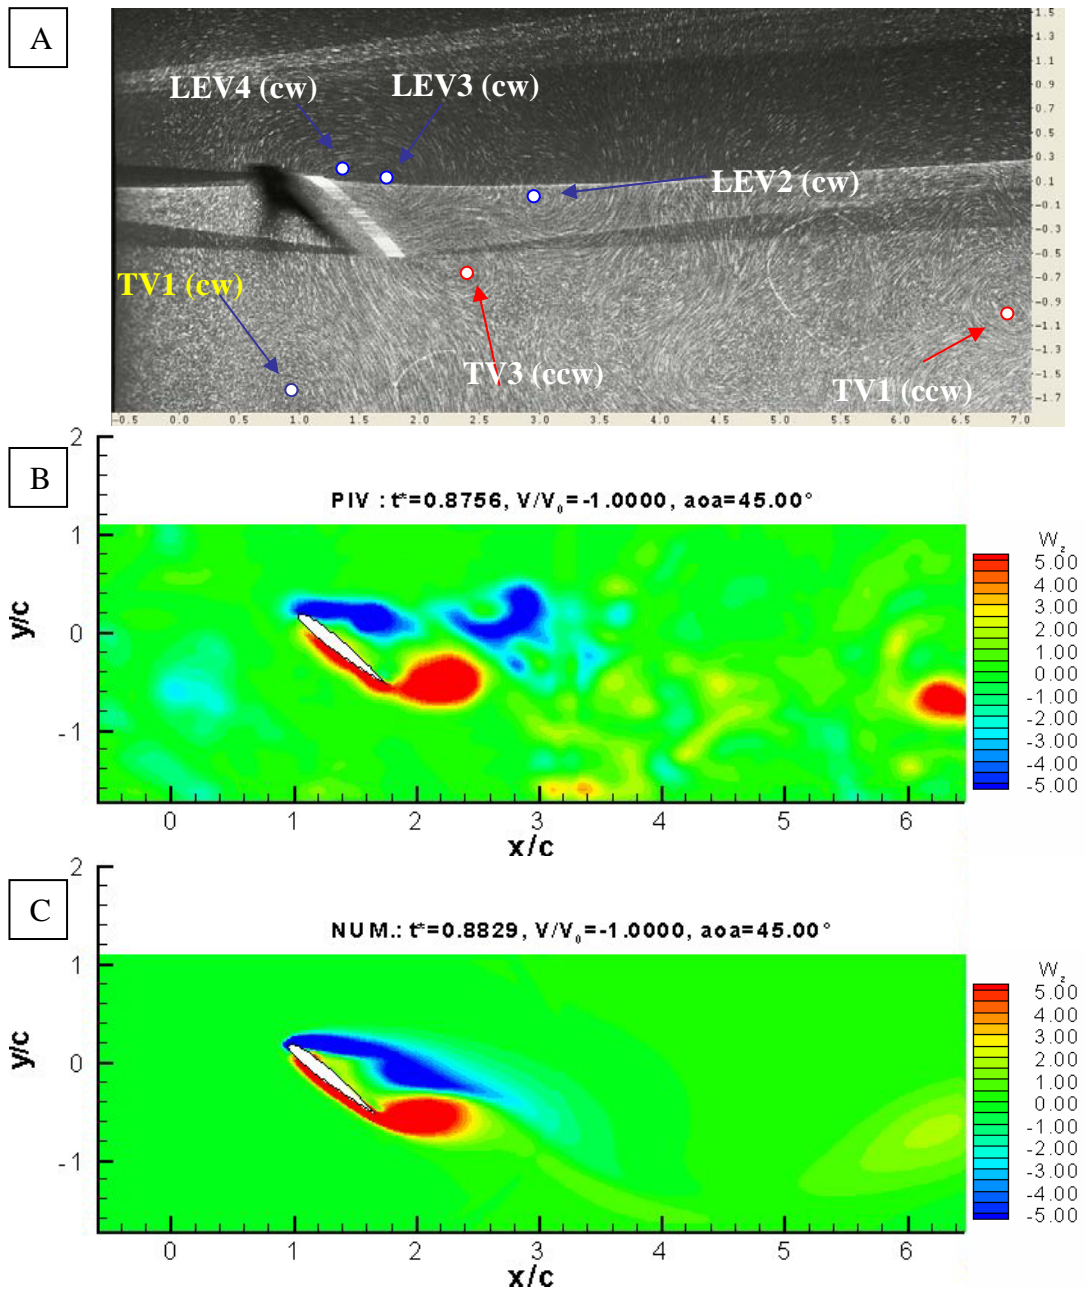 A
LEV4 (cw)
LEV3 (cw)
LEV2 (cw)
TV1 (cw)
TV3 (ccw)
TV1 (ccw)
1.5
1.3
1.1
0.9
0.7
0.5
0.3
0.1
-0.1
-0.3
-0.5
-0.7
-0.9
-1.1
-1.3
-1.5
-1.7
-0.5 0.0 0.5 1.0 1.5 2.0 2.5 3.0 3.5 4.0 4.5 5.0 5.5 6.0 6.5 7.0
B
PIV : t*=0.8756, V/V₀=-1.0000, aoa=45.00°
y/c
2
1
0
-1
0 1 2 3 4 5 6
x/c
W_z
5.00
4.00
3.00
2.00
1.00
0.00
-1.00
-2.00
-3.00
-4.00
-5.00
C
NUM.: t*=0.8829, V/V₀=-1.0000, aoa=45.00°
y/c
2
1
0
-1
0 1 2 3 4 5 6
x/c
W_z
5.00
4.00
3.00
2.00
1.00
0.00
-1.00
-2.00
-3.00
-4.00
-5.00